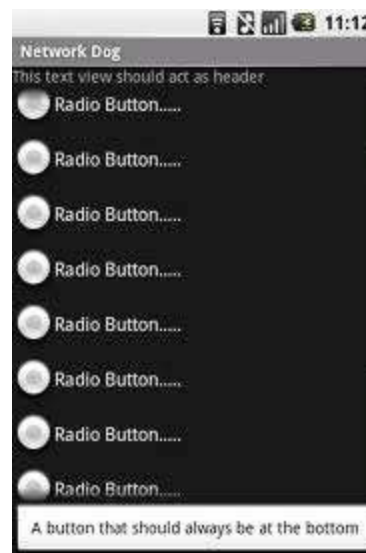 11:12
Network Dog
This text view should act as header
Radio Button.....
Radio Button.....
Radio Button.....
Radio Button.....
Radio Button.....
Radio Button.....
Radio Button.....
Radio Button.....
A button that should always be at the bottom